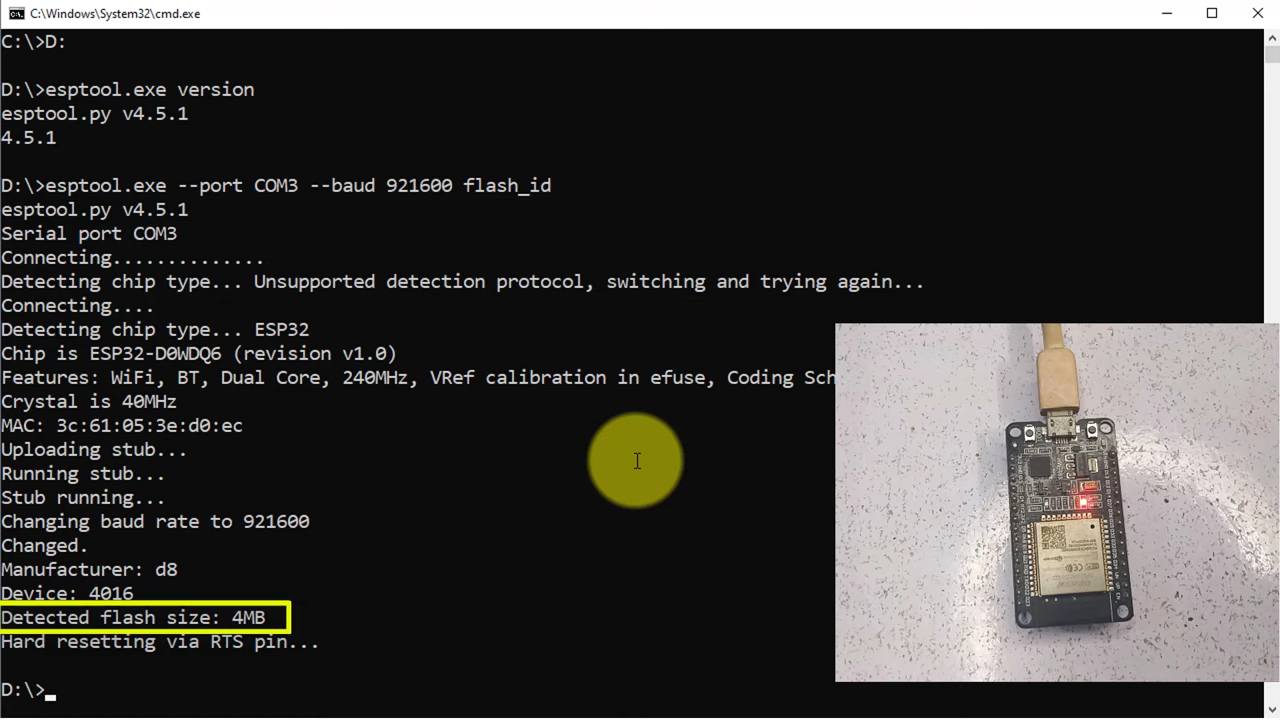 C:\Windows\System32\cmd.exe
C:\>D:
D:\>esptool.exe version
esptool.py v4.5.1
4.5.1
D:\>esptool.exe --port COM3 --baud 921600 flash_id
esptool.py v4.5.1
Serial port COM3
Connecting..............
Detecting chip type... Unsupported detection protocol, switching and trying again...
Connecting....
Detecting chip type... ESP32
Chip is ESP32-D0WDQ6 (revision v1.0)
Features: WiFi, BT, Dual Core, 240MHz, VRef calibration in efuse, Coding Sch
Crystal is 40MHz
MAC: 3c:61:05:3e:d0:ec
Uploading stub...
Running stub...
Stub running...
Changing baud rate to 921600
Changed.
Manufacturer: d8
Device: 4016
Detected flash size: 4MB
Hard resetting via RTS pin...
D:\>